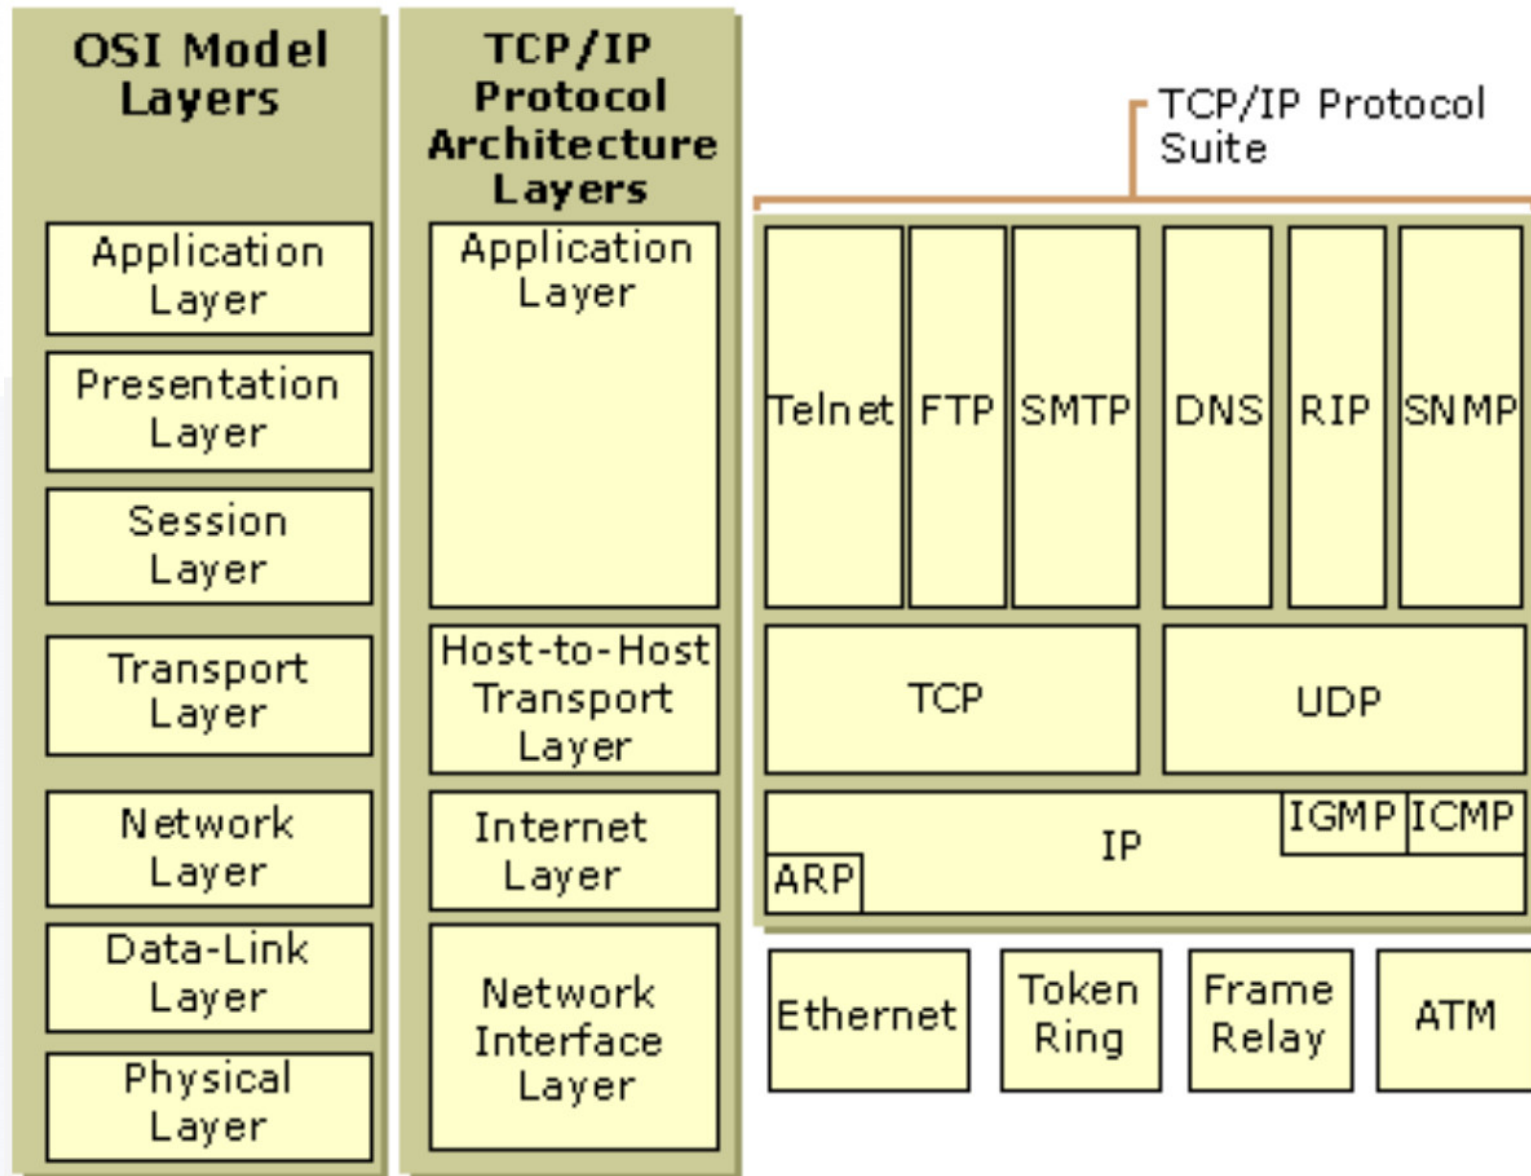 OSI Model
Layers
TCP/IP
Protocol
Architecture
Layers
TCP/IP Protocol
Suite
Application
Layer
Presentation
Layer
Session
Layer
Transport
Layer
Network
Layer
Data-Link
Layer
Physical
Layer
Application
Layer
Host-to-Host
Transport
Layer
Internet
Layer
Network
Interface
Layer
Telnet
FTP
SMTP
DNS
RIP
SNMP
TCP
UDP
IP
IGMP
ICMP
ARP
Ethernet
Token
Ring
Frame
Relay
ATM